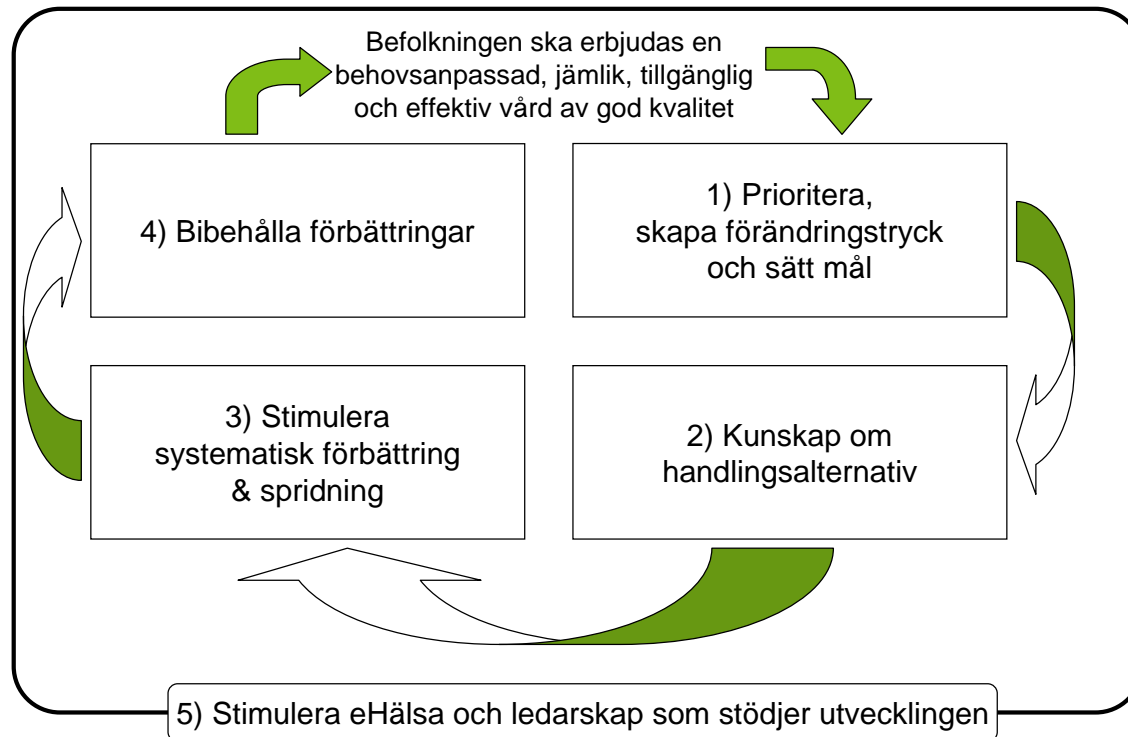 Befolkningen ska erbjudas en
behovsanpassad, jämlik, tillgänglig
och effektiv vård av god kvalitet
1) Prioritera,
skapa förändringstryck
och sätt mål
2) Kunskap om
handlingsalternativ
3) Stimulera
systematisk förbättring
& spridning
4) Bibehålla förbättringar
5) Stimulera eHälsa och ledarskap som stödjer utvecklingen